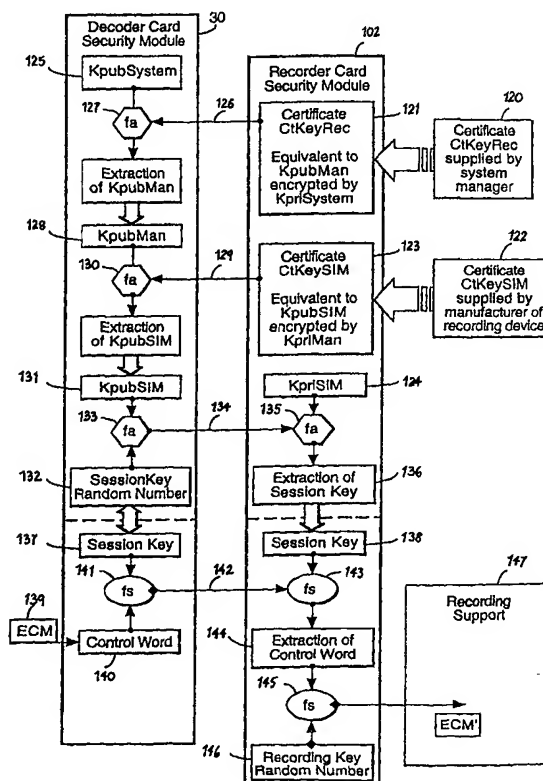 Decoder Card
Security Module
30
125
KpubSystem
127
fa
126
Extraction
of KpubMan
128
KpubMan
130
fa
129
Extraction
of KpubSIM
131
KpubSIM
133
fa
134
132
SessionKey
Random Number
137
Session Key
141
fs
142
139
ECM
Control Word
140
102
Recorder Card
Security Module
121
Certificate
CtKeyRec
Equivalent to
KpubMan
encrypted by
KpriSystem
120
Certificate
CtKeyRec
supplied by
system
manager
123
Certificate
CtKeySIM
Equivalent to
KpubSIM
encrypted by
KpriMan
122
Certificate
CtKeySIM
supplied by
manufacturer of
recording device
KpriSIM
124
135
fa
Extraction of
Session Key
136
Session Key
138
fs
143
144
Extraction of
Control Word
145
fs
146
Recording Key
Random Number
147
Recording
Support
ECM'